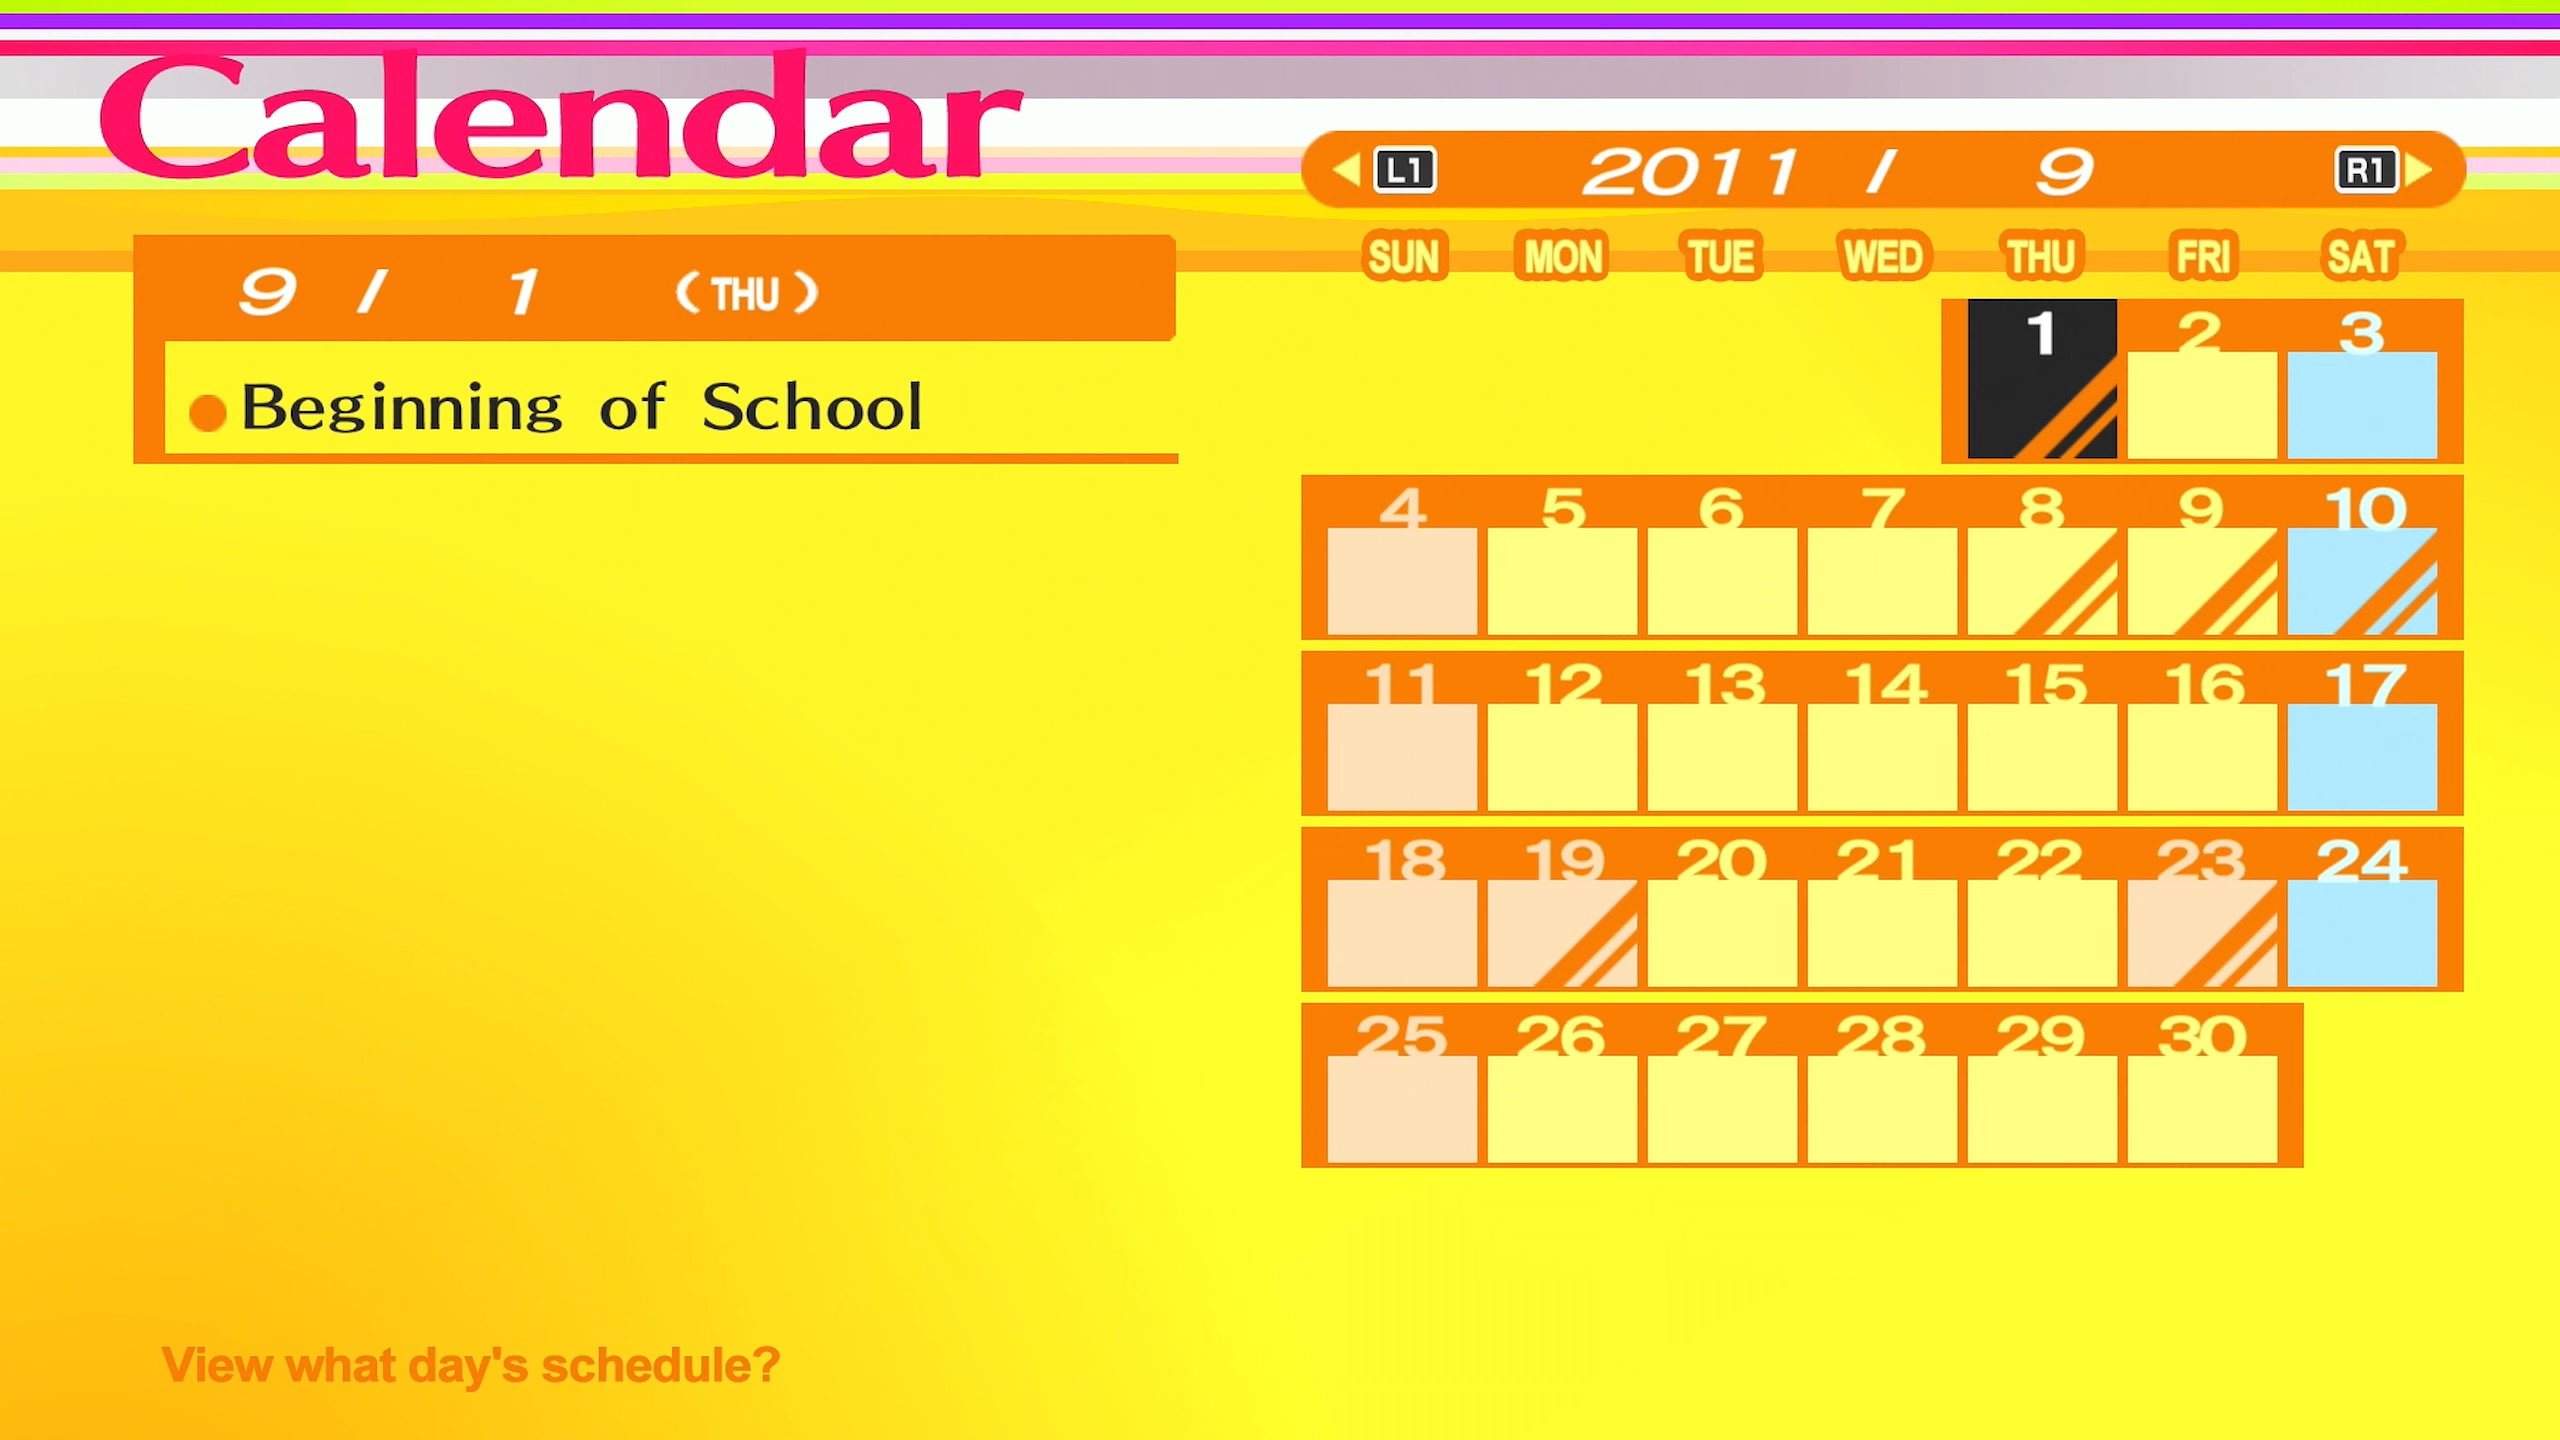 Calendar
L1 2011 / 9 R1
SUN MON TUE WED THU FRI SAT
9 / 1 (THU)
Beginning of School
1 2 3
4 5 6 7 8 9 10
11 12 13 14 15 16 17
18 19 20 21 22 23 24
25 26 27 28 29 30
View what day's schedule?